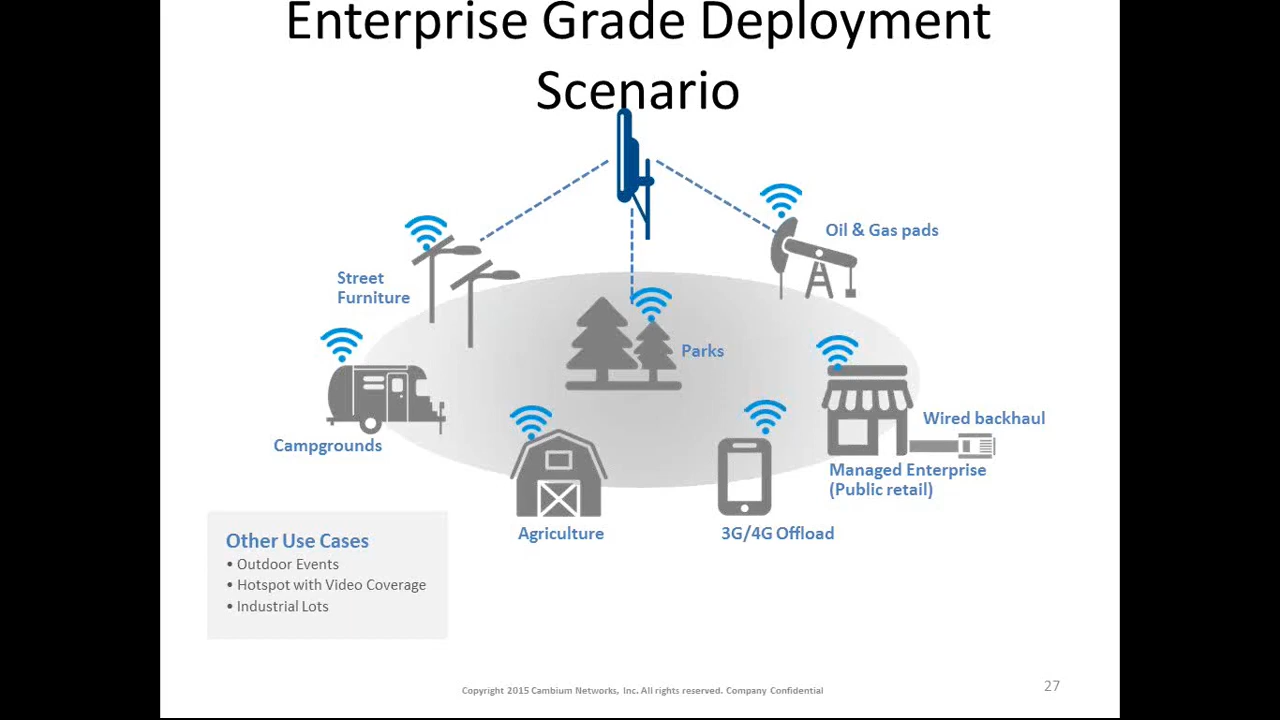 Enterprise Grade Deployment
Scenario
Oil & Gas pads
Street
Furniture
Parks
Wired backhaul
Campgrounds
Managed Enterprise
(Public retail)
Agriculture
3G/4G Offload
Other Use Cases
• Outdoor Events
• Hotspot with Video Coverage
• Industrial Lots
Copyright 2015 Cambium Networks, Inc. All rights reserved. Company Confidential
27